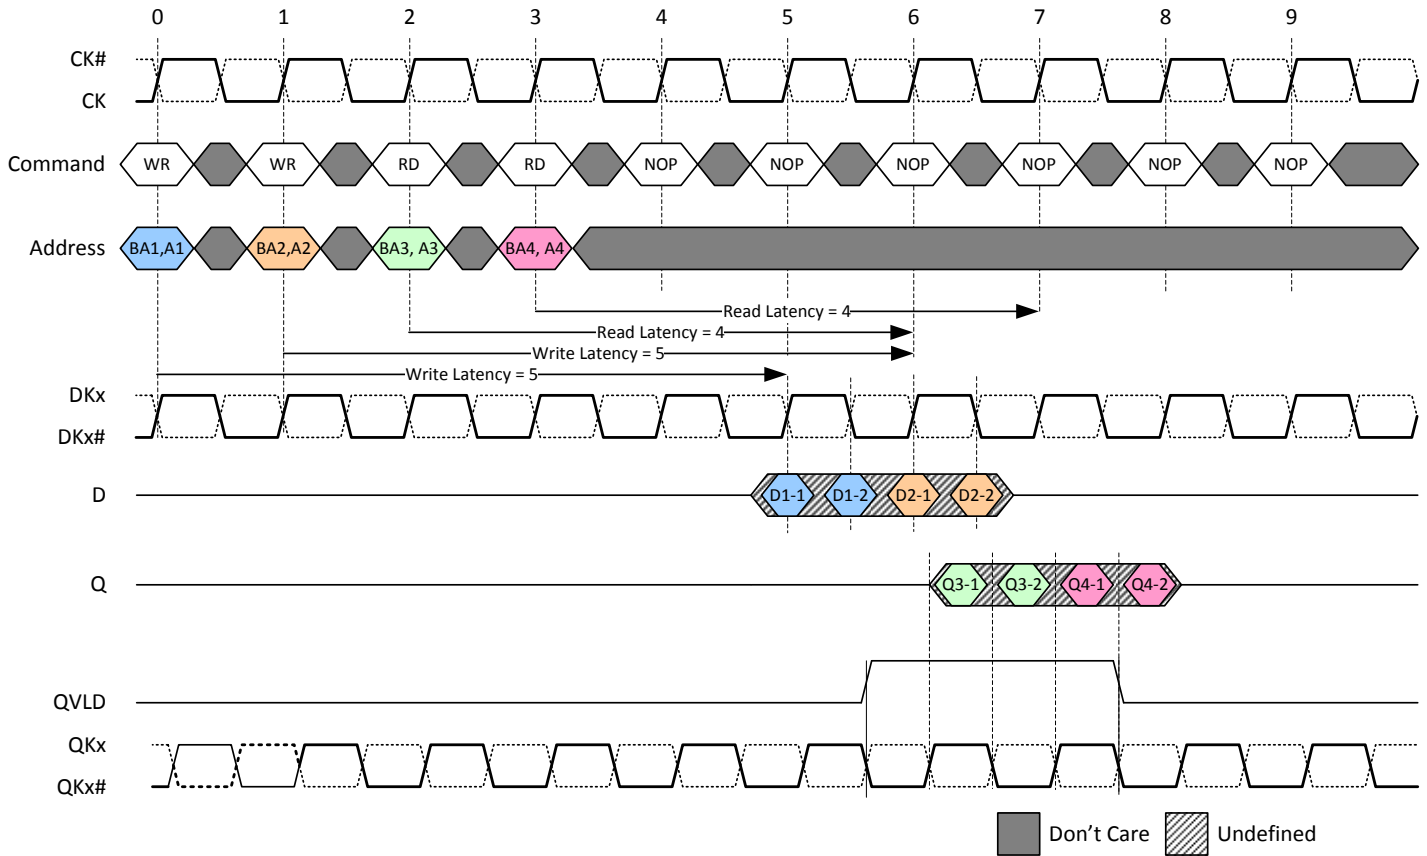 0 1 2 3 4 5 6 7 8 9
CK#
CK
Command WR WR RD RD NOP NOP NOP NOP NOP NOP
Address BA1,A1 BA2,A2 BA3, A3 BA4, A4
Read Latency = 4
Read Latency = 4
Write Latency = 5
Write Latency = 5
DKx
DKx#
D D1-1 D1-2 D2-1 D2-2
Q Q3-1 Q3-2 Q4-1 Q4-2
QVLD
QKx
QKx#
Don't Care Undefined